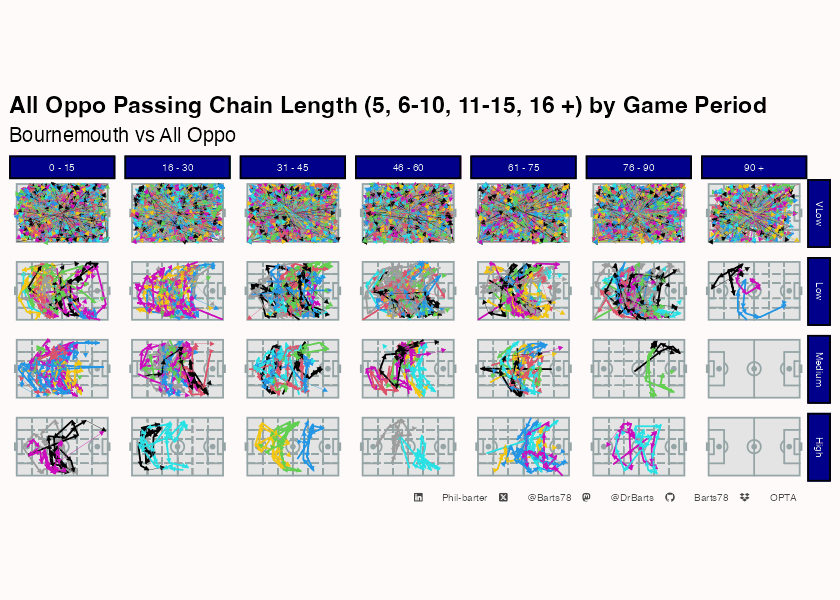 All Oppo Passing Chain Length (5, 6-10, 11-15, 16 +) by Game Period
Bournemouth vs All Oppo
0 - 15 16 - 30 31 - 45 46 - 60 61 - 75 76 - 90 90 +
V Low
Low
Medium
High
Phil-barter @Barts78 @DrBarts Barts78 OPTA